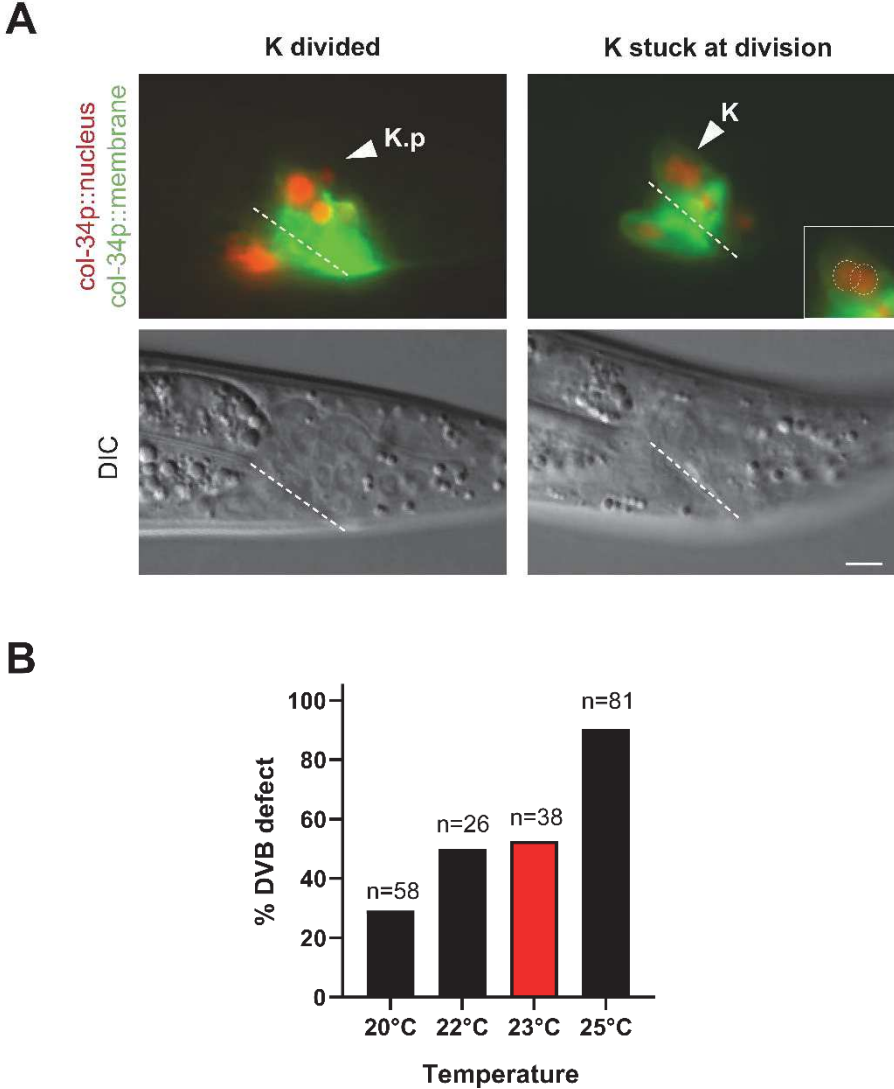 A
K divided
K stuck at division
col-34p::nucleus
col-34p::membrane
K.p
K
DIC
B
% DVB defect
100
80
60
40
20
0
n=58
n=26
n=38
n=81
20°C 22°C 23°C 25°C
Temperature